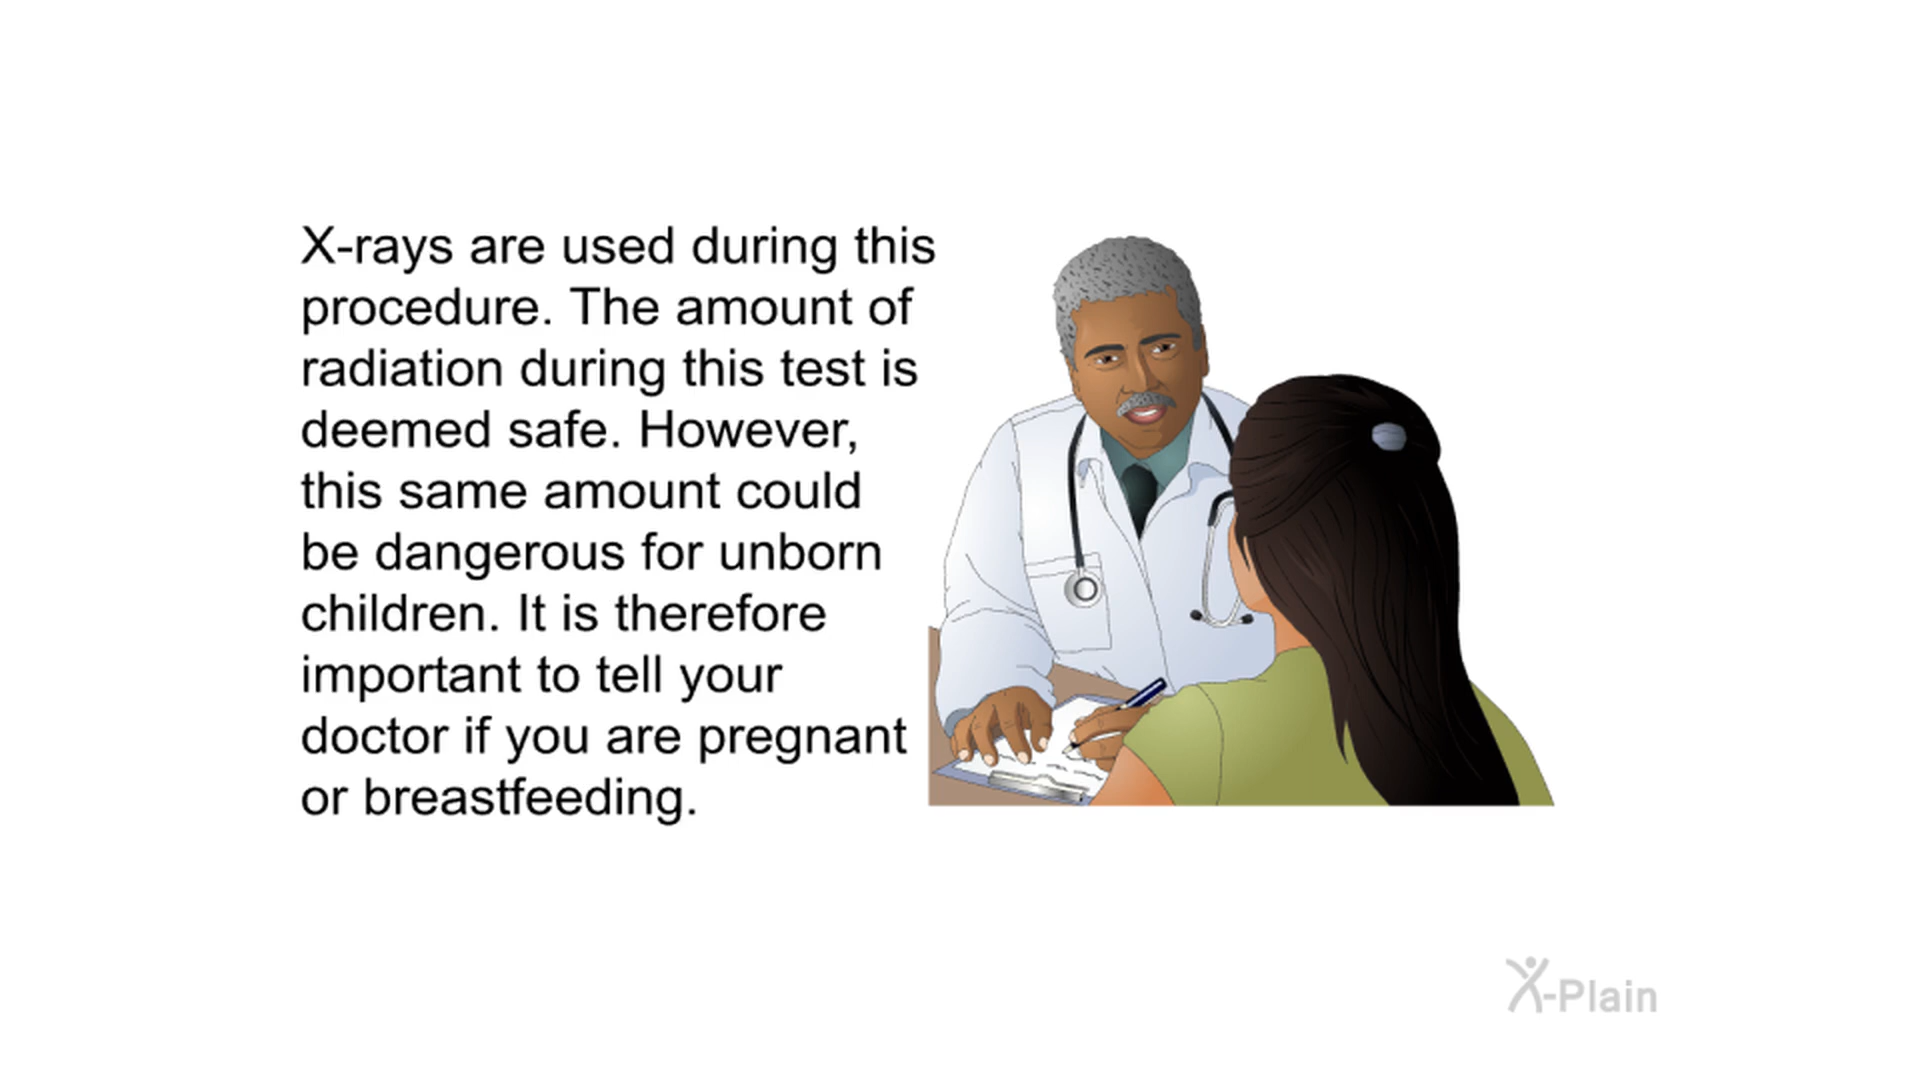 X-rays are used during this
procedure. The amount of
radiation during this test is
deemed safe. However,
this same amount could
be dangerous for unborn
children. It is therefore
important to tell your
doctor if you are pregnant
or breastfeeding.
X-Plain